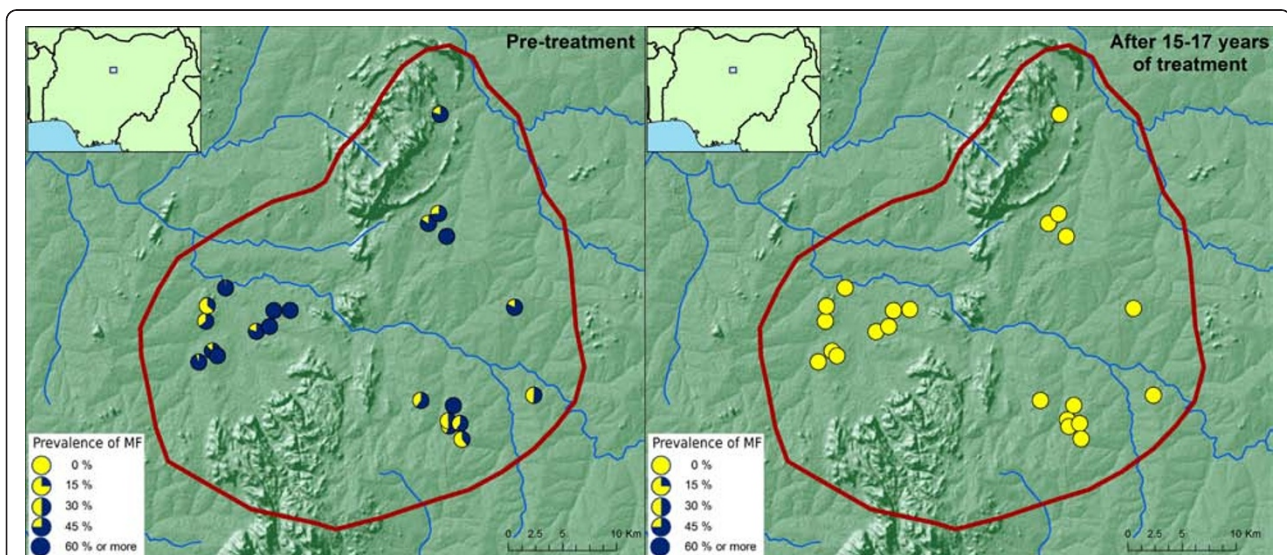 Pre-treatment
Prevalence of MF
0 %
15 %
30 %
45 %
60 % or more
0 2.5 5 10 Km
After 15-17 years
of treatment
Prevalence of MF
0 %
15 %
30 %
45 %
60 % or more
0 2.5 5 10 Km